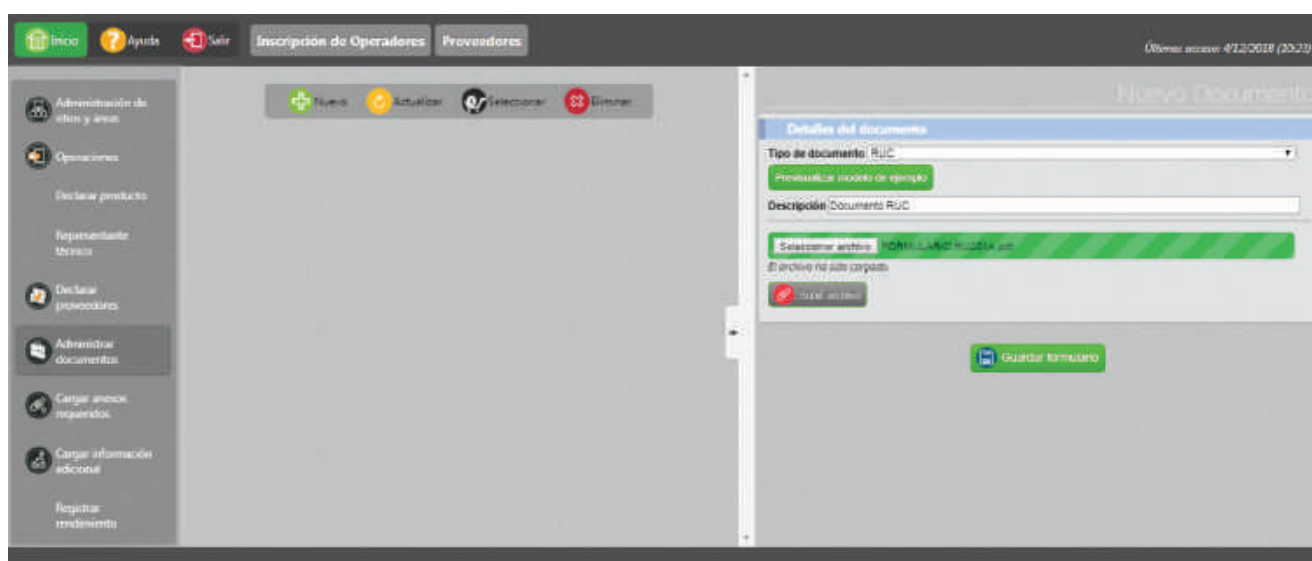 Inicio
Ayuda
Salir
Inscripción de Operadores
Proveedores
Último acceso: 4/12/2018 (20:23)
Administración de
sitios y áreas
Operaciones
Declarar producto
Representante
técnico
Declarar
proveedores
Administrar
documentos
Cargar anexos
requeridos
Cargar información
adicional
Registrar
rendimiento
Nuevo
Actualizar
Seleccionar
Eliminar
Nuevo Documento
Detalles del documento
Tipo de documento RUC
Previsualizar modelo de ejemplo
Descripción Documento RUC
Seleccionar archivo FORMULARIO
El archivo ha sido cargado
Subir archivo
Guardar formulario